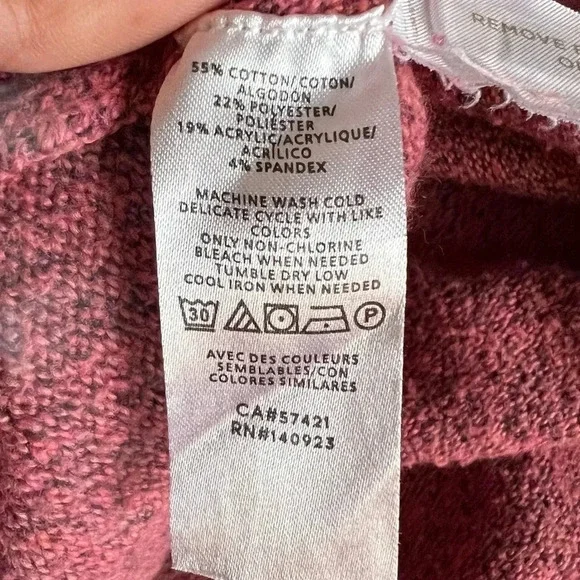 55% COTTON/COTON/
ALGODON
22% POLYESTER/
POLIÉSTER
19% ACRYLIC/ACRYLIQUE/
ACRÍLICO
4% SPANDEX
MACHINE WASH COLD
DELICATE CYCLE WITH LIKE
COLORS
ONLY NON-CHLORINE
BLEACH WHEN NEEDED
TUMBLE DRY LOW
COOL IRON WHEN NEEDED
30 P
AVEC DES COULEURS
SEMBLABLES/CON
COLORES SIMILARES
CA#57421
RN#140923
REMOVE